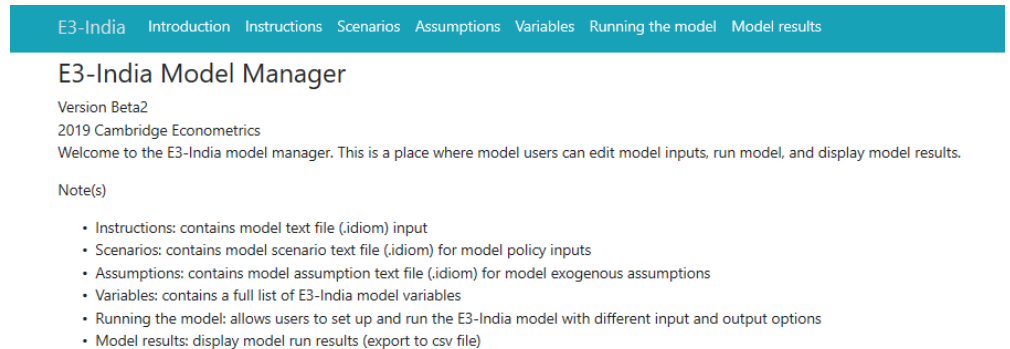 E3-India Introduction Instructions Scenarios Assumptions Variables Running the model Model results
E3-India Model Manager
Version Beta2
2019 Cambridge Econometrics
Welcome to the E3-India model manager. This is a place where model users can edit model inputs, run model, and display model results.
Note(s)
• Instructions: contains model text file (.idiom) input
• Scenarios: contains model scenario text file (.idiom) for model policy inputs
• Assumptions: contains model assumption text file (.idiom) for model exogenous assumptions
• Variables: contains a full list of E3-India model variables
• Running the model: allows users to set up and run the E3-India model with different input and output options
• Model results: display model run results (export to csv file)